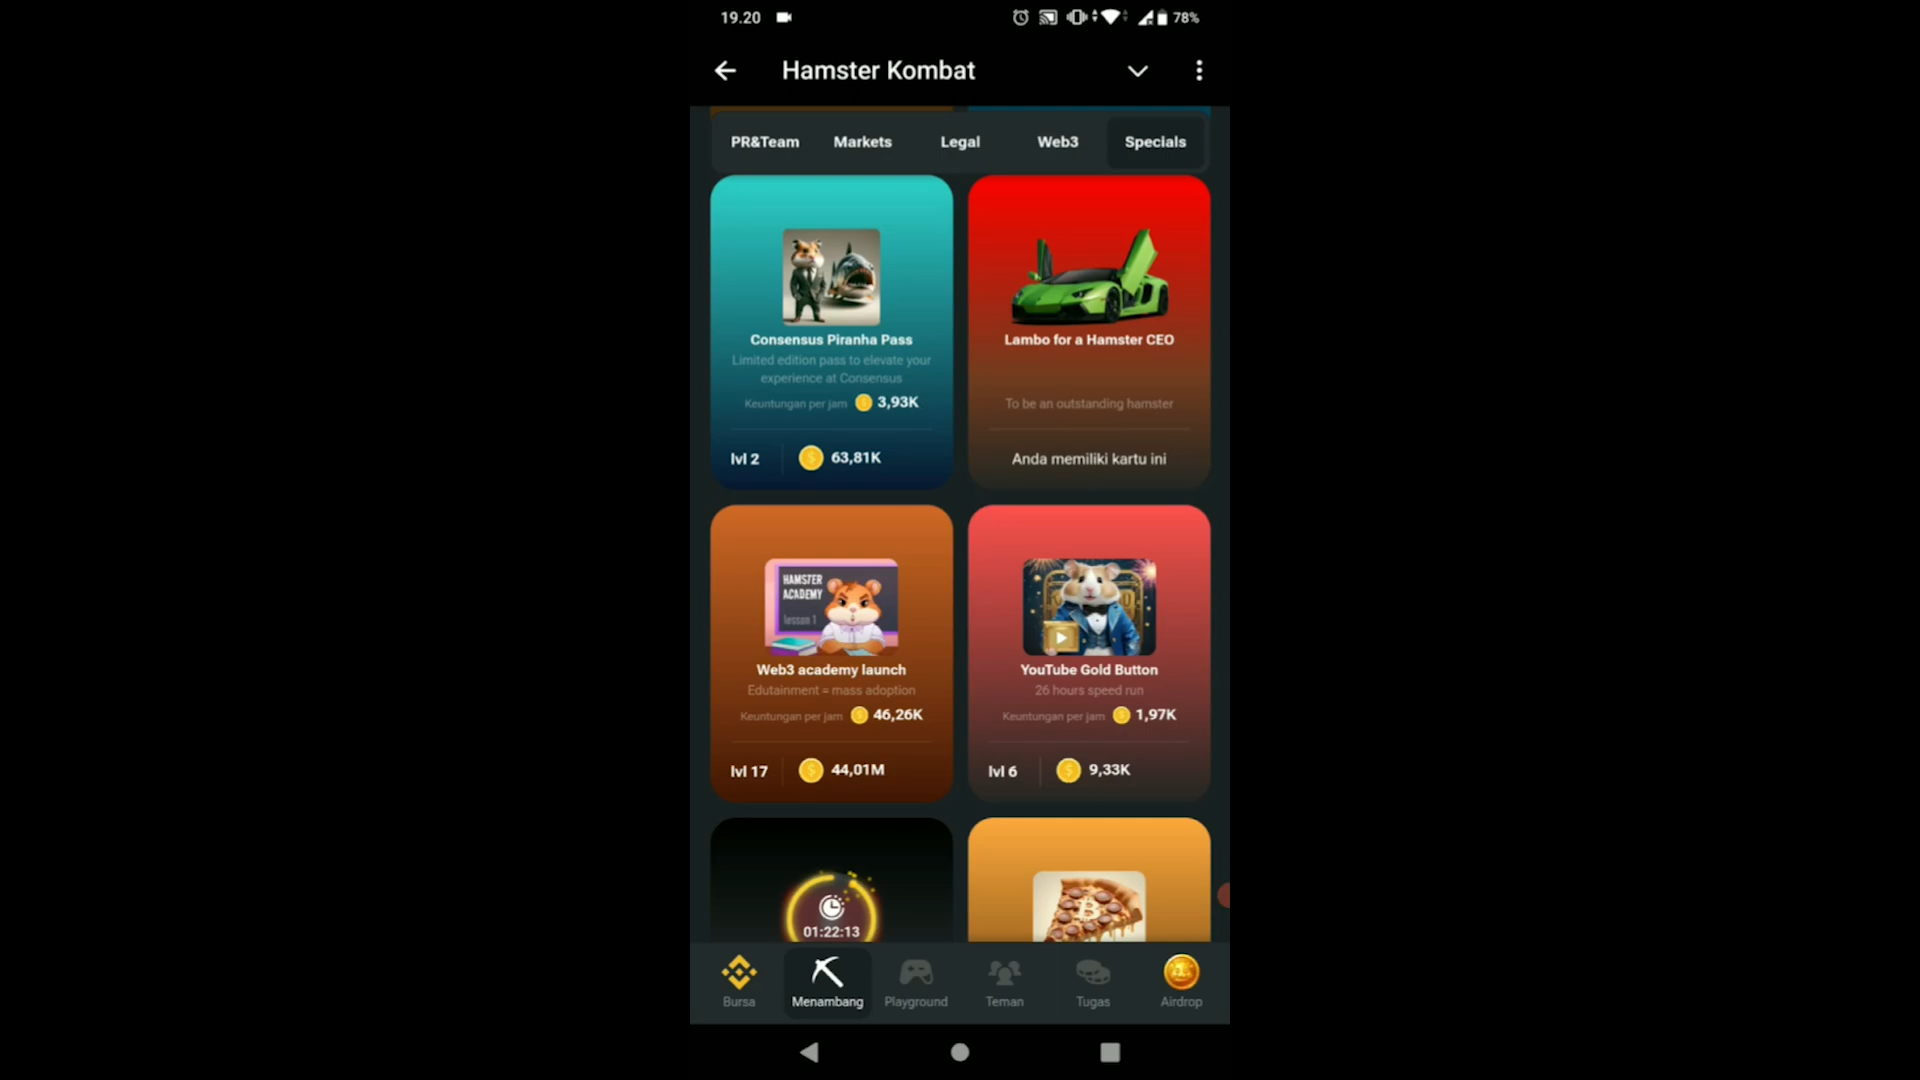 19.20
78%
Hamster Kombat
PR&Team Markets Legal Web3 Specials
Consensus Piranha Pass
Limited edition pass to elevate your
experience at Consensus
Keuntungan per jam 3,93K
lvl 2 63,81K
Lambo for a Hamster CEO
To be an outstanding hamster
Anda memiliki kartu ini
HAMSTER
ACADEMY
lesson 1
Web3 academy launch
Edutainment = mass adoption
Keuntungan per jam 46,26K
lvl 17 44,01M
YouTube Gold Button
26 hours speed run
Keuntungan per jam 1,97K
lvl 6 9,33K
01:22:13
Bursa Menambang Playground Teman Tugas Airdrop